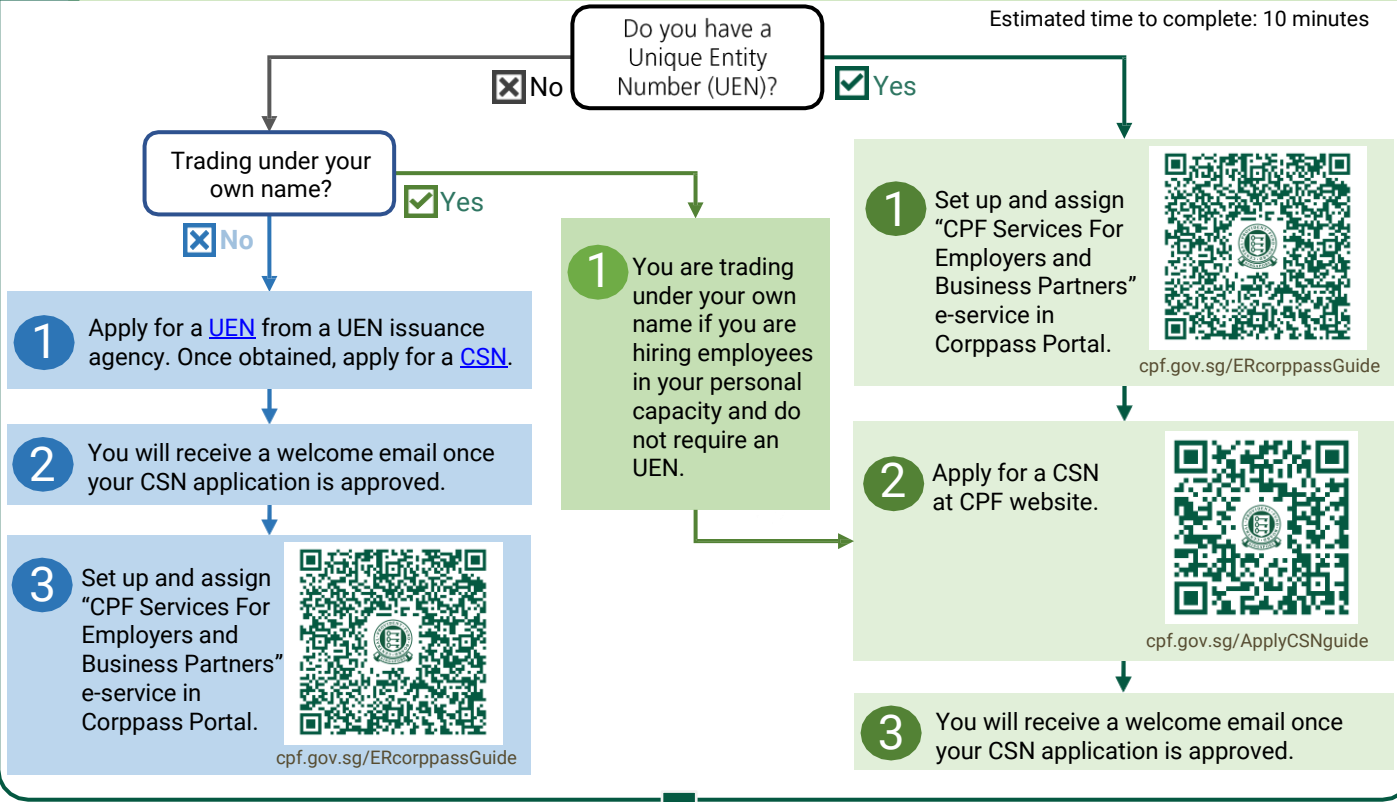 Estimated time to complete: 10 minutes
Do you have a
Unique Entity
Number (UEN)?
No
Yes
Trading under your
own name?
Yes
No
1
Apply for a UEN from a UEN issuance
agency. Once obtained, apply for a CSN.
2
You will receive a welcome email once
your CSN application is approved.
3
Set up and assign
“CPF Services For
Employers and
Business Partners”
e-service in
Corppass Portal.
cpf.gov.sg/ERcorppassGuide
1
You are trading
under your own
name if you are
hiring employees
in your personal
capacity and do
not require an
UEN.
1
Set up and assign
“CPF Services For
Employers and
Business Partners”
e-service in
Corppass Portal.
cpf.gov.sg/ERcorppassGuide
2
Apply for a CSN
at CPF website.
cpf.gov.sg/ApplyCSNguide
3
You will receive a welcome email once
your CSN application is approved.